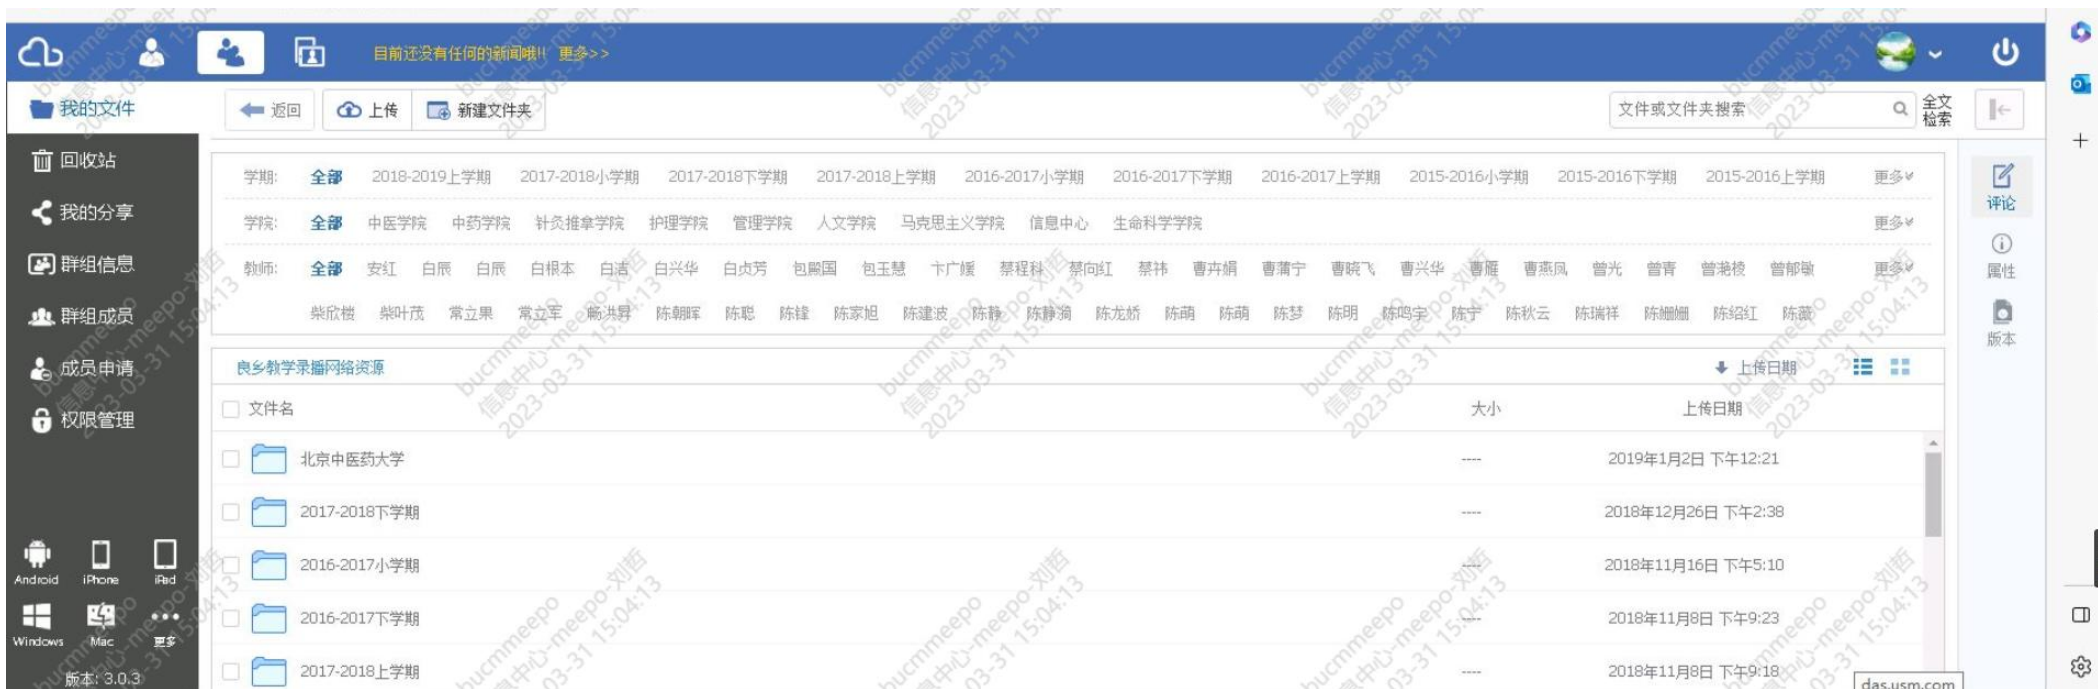 目前还没有任何的新闻哦!! 更多>>
我的文件
返回 上传 新建文件夹 文件或文件夹搜索 全文检索
回收站
我的分享
群组信息
群组成员
成员申请
权限管理
学期: 全部 2018-2019上学期 2017-2018小学期 2017-2018下学期 2017-2018上学期 2016-2017小学期 2016-2017下学期 2016-2017上学期 2015-2016小学期 2015-2016下学期 2015-2016上学期 更多
学院: 全部 中医学院 中药学院 针灸推拿学院 护理学院 管理学院 人文学院 马克思主义学院 信息中心 生命科学学院 更多
教师: 全部 安红 白辰 白辰 白根本 白洁 白兴华 白贞芳 包巖国 包玉慧 卞广媛 蔡程科 蔡向红 蔡祎 曹卉娟 曹蒲宁 曹晓飞 曹兴华 曹雁 曹燕凤 曾光 曾青 曾滟棱 曾郁敏 更多
柴欣楼 柴叶茂 常立果 常立军 畅洪昇 陈朝晖 陈聪 陈锋 陈家旭 陈建波 陈静 陈静漪 陈龙娇 陈萌 陈萌 陈梦 陈明 陈鸣宇 陈宁 陈秋云 陈瑞祥 陈姗姗 陈绍红 陈薇
评论
属性
版本
良乡教学录播网络资源 上传日期
文件名 大小 上传日期
北京中医药大学 ---- 2019年1月2日 下午12:21
2017-2018下学期 ---- 2018年12月26日 下午2:38
2016-2017小学期 ---- 2018年11月16日 下午5:10
2016-2017下学期 ---- 2018年11月8日 下午9:23
2017-2018上学期 ---- 2018年11月8日 下午9:18
Android iPhone iPad
Windows Mac 更多
版本: 3.0.3
das.usm.com
bucmmeepo
信息中心-meepo-刘哲
2023-03-31 15:04:13